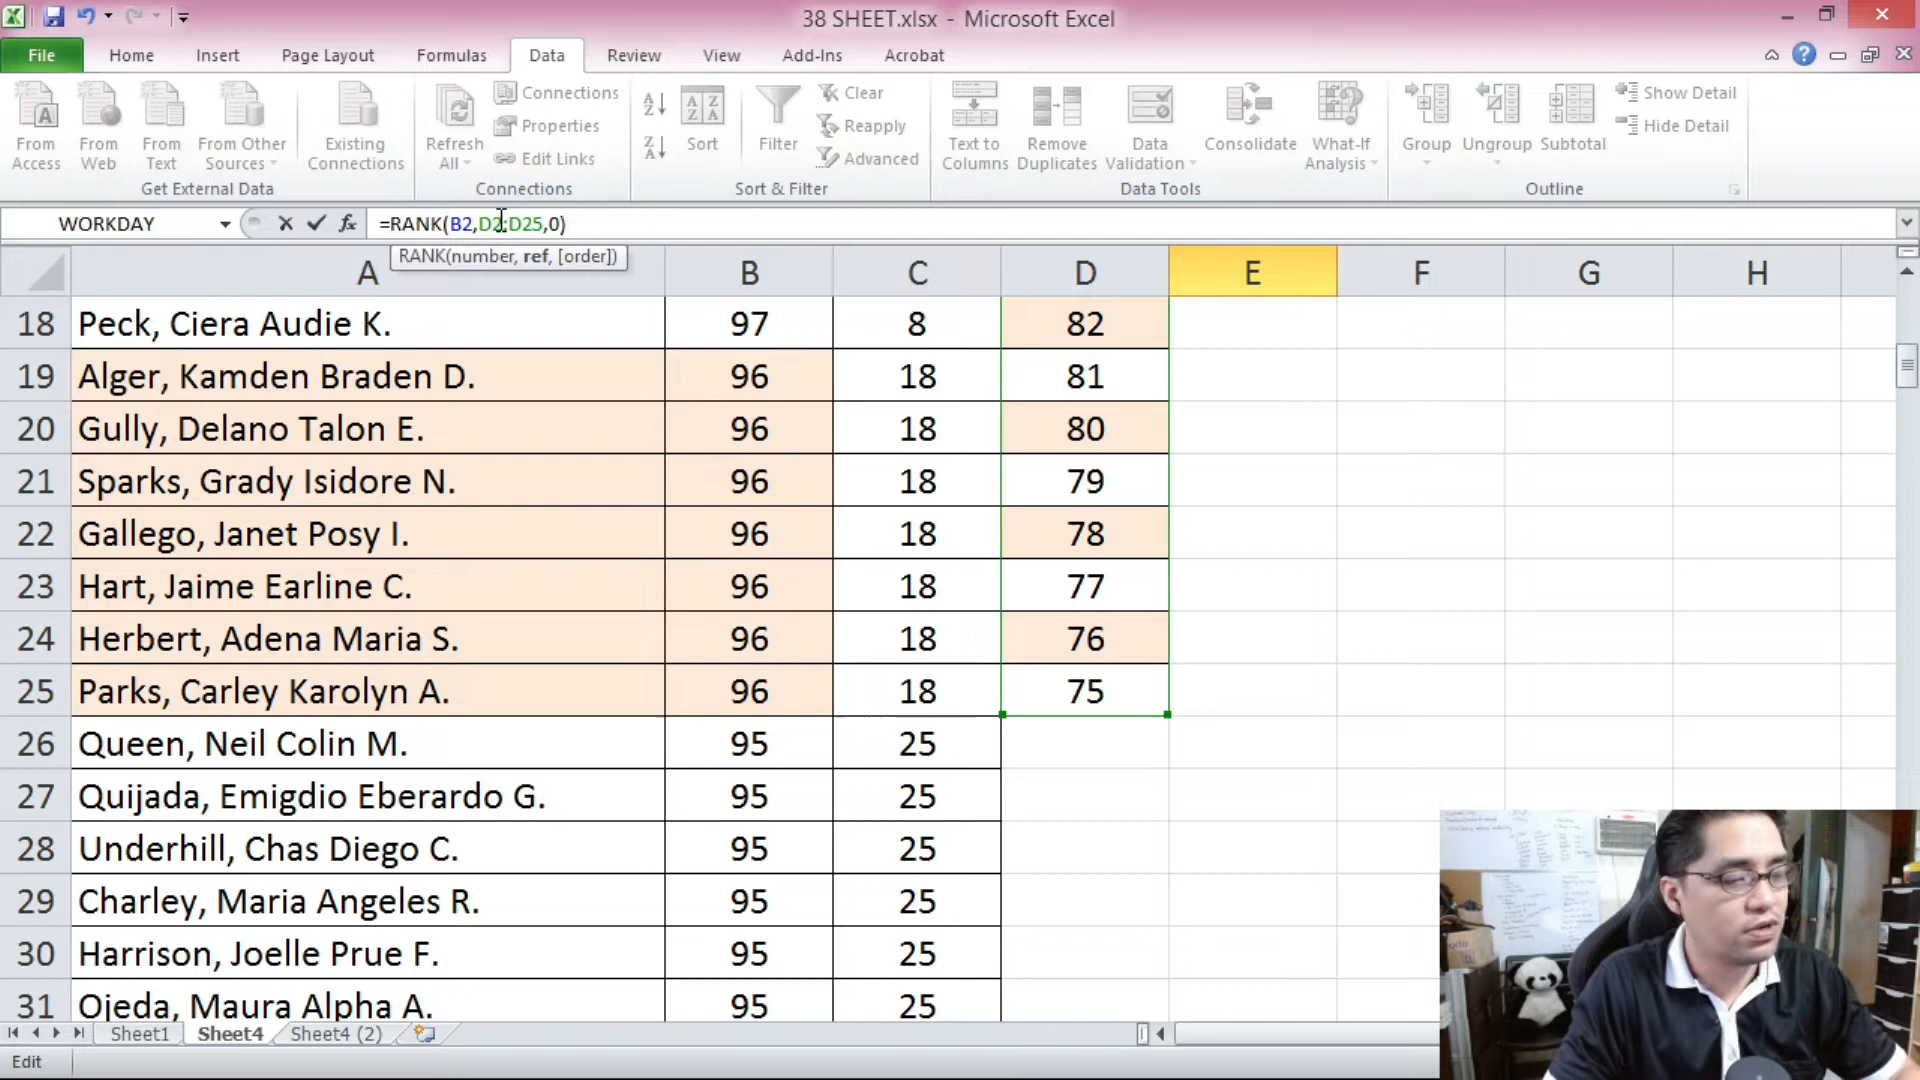 38 SHEET.xlsx - Microsoft Excel
File Home Insert Page Layout Formulas Data Review View Add-Ins Acrobat
From Access
From Web
From Text
From Other Sources
Existing Connections
Get External Data
Refresh All
Connections
Properties
Edit Links
Connections
Sort
Filter
Clear
Reapply
Advanced
Sort & Filter
Text to Columns
Remove Duplicates
Data Validation
Consolidate
What-If Analysis
Data Tools
Group
Ungroup
Subtotal
Show Detail
Hide Detail
Outline
WORKDAY fx =RANK(B2,D2:D25,0)
RANK(number, ref, [order])
A B C D E F G H
18 Peck, Ciera Audie K. 97 8 82
19 Alger, Kamden Braden D. 96 18 81
20 Gully, Delano Talon E. 96 18 80
21 Sparks, Grady Isidore N. 96 18 79
22 Gallego, Janet Posy I. 96 18 78
23 Hart, Jaime Earline C. 96 18 77
24 Herbert, Adena Maria S. 96 18 76
25 Parks, Carley Karolyn A. 96 18 75
26 Queen, Neil Colin M. 95 25
27 Quijada, Emigdio Eberardo G. 95 25
28 Underhill, Chas Diego C. 95 25
29 Charley, Maria Angeles R. 95 25
30 Harrison, Joelle Prue F. 95 25
31 Ojeda, Maura Alpha A. 95 25
Sheet1 Sheet4 Sheet4 (2)
Edit